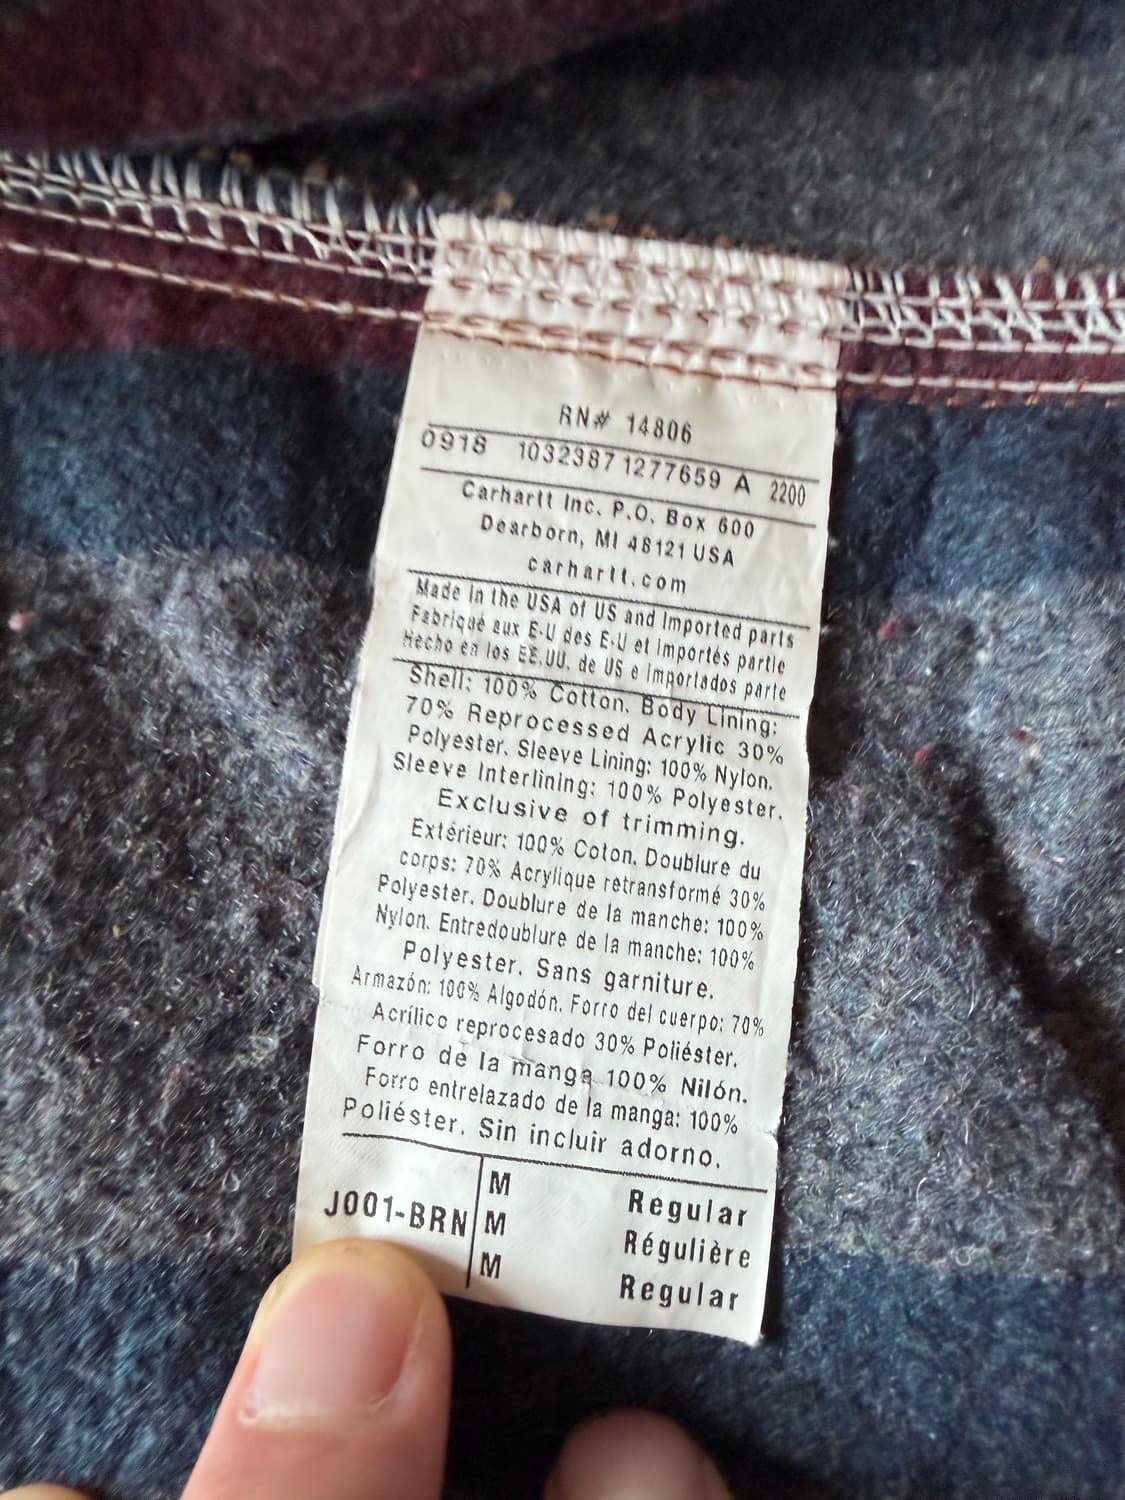 RN# 14806
0918 1032387 1277659 A 2200
Carhartt Inc. P.O. Box 600
Dearborn, MI 48121 USA
carhartt.com
Made in the USA of US and Imported parts
Fabriqué aux E-U des E-U et importés partie
Hecho en los EE.UU. de US e Importados parte
Shell: 100% Cotton. Body Lining:
70% Reprocessed Acrylic 30%
Polyester. Sleeve Lining: 100% Nylon.
Sleeve Interlining: 100% Polyester.
Exclusive of trimming.
Extérieur: 100% Coton. Doublure du
corps: 70% Acrylique retransformé 30%
Polyester. Doublure de la manche: 100%
Nylon. Entredoublure de la manche: 100%
Polyester. Sans garniture.
Armazón: 100% Algodón. Forro del cuerpo: 70%
Acrílico reprocesado 30% Poliéster.
Forro de la manga 100% Nilón.
Forro entrelazado de la manga: 100%
Poliéster. Sin incluir adorno.
M Regular
J001-BRN M Régulière
M Regular